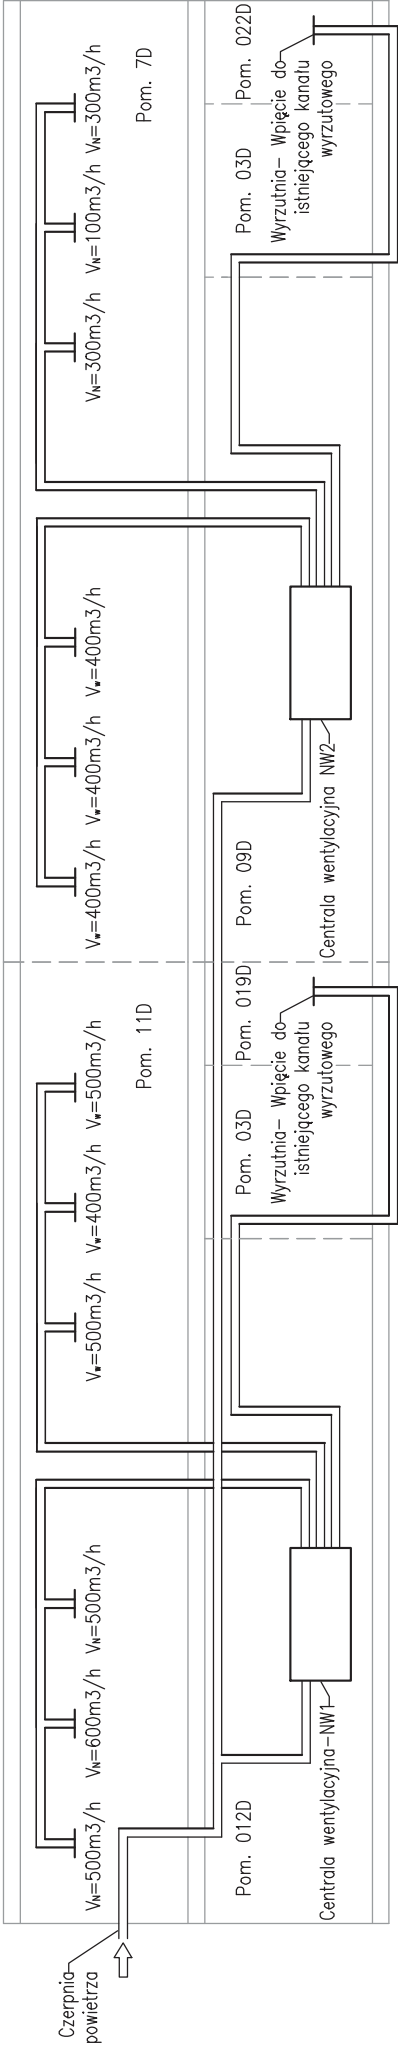 Czerpnia
powietrza
VN=500m3/h
VN=600m3/h
VN=500m3/h
Vw=500m3/h
Vw=400m3/h
Vw=500m3/h
Vw=400m3/h
Vw=400m3/h
Vw=400m3/h
VN=300m3/h
VN=100m3/h
VN=300m3/h
Pom. 11D
Pom. 7D
Pom. 012D
Pom. 03D
Pom. 019D
Pom. 09D
Pom. 03D
Pom. 022D
Wyrzutnia- Wpięcie do
istniejącego kanału
wyrzutowego
Wyrzutnia- Wpięcie do
istniejącego kanału
wyrzutowego
Centrala wentylacyjna-NW1
Centrala wentylacyjna NW2